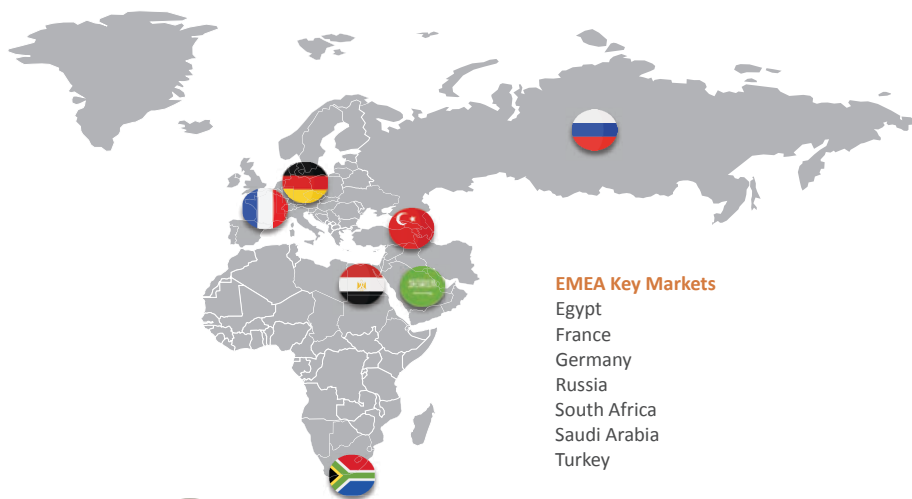 EMEA Key Markets
Egypt
France
Germany
Russia
South Africa
Saudi Arabia
Turkey